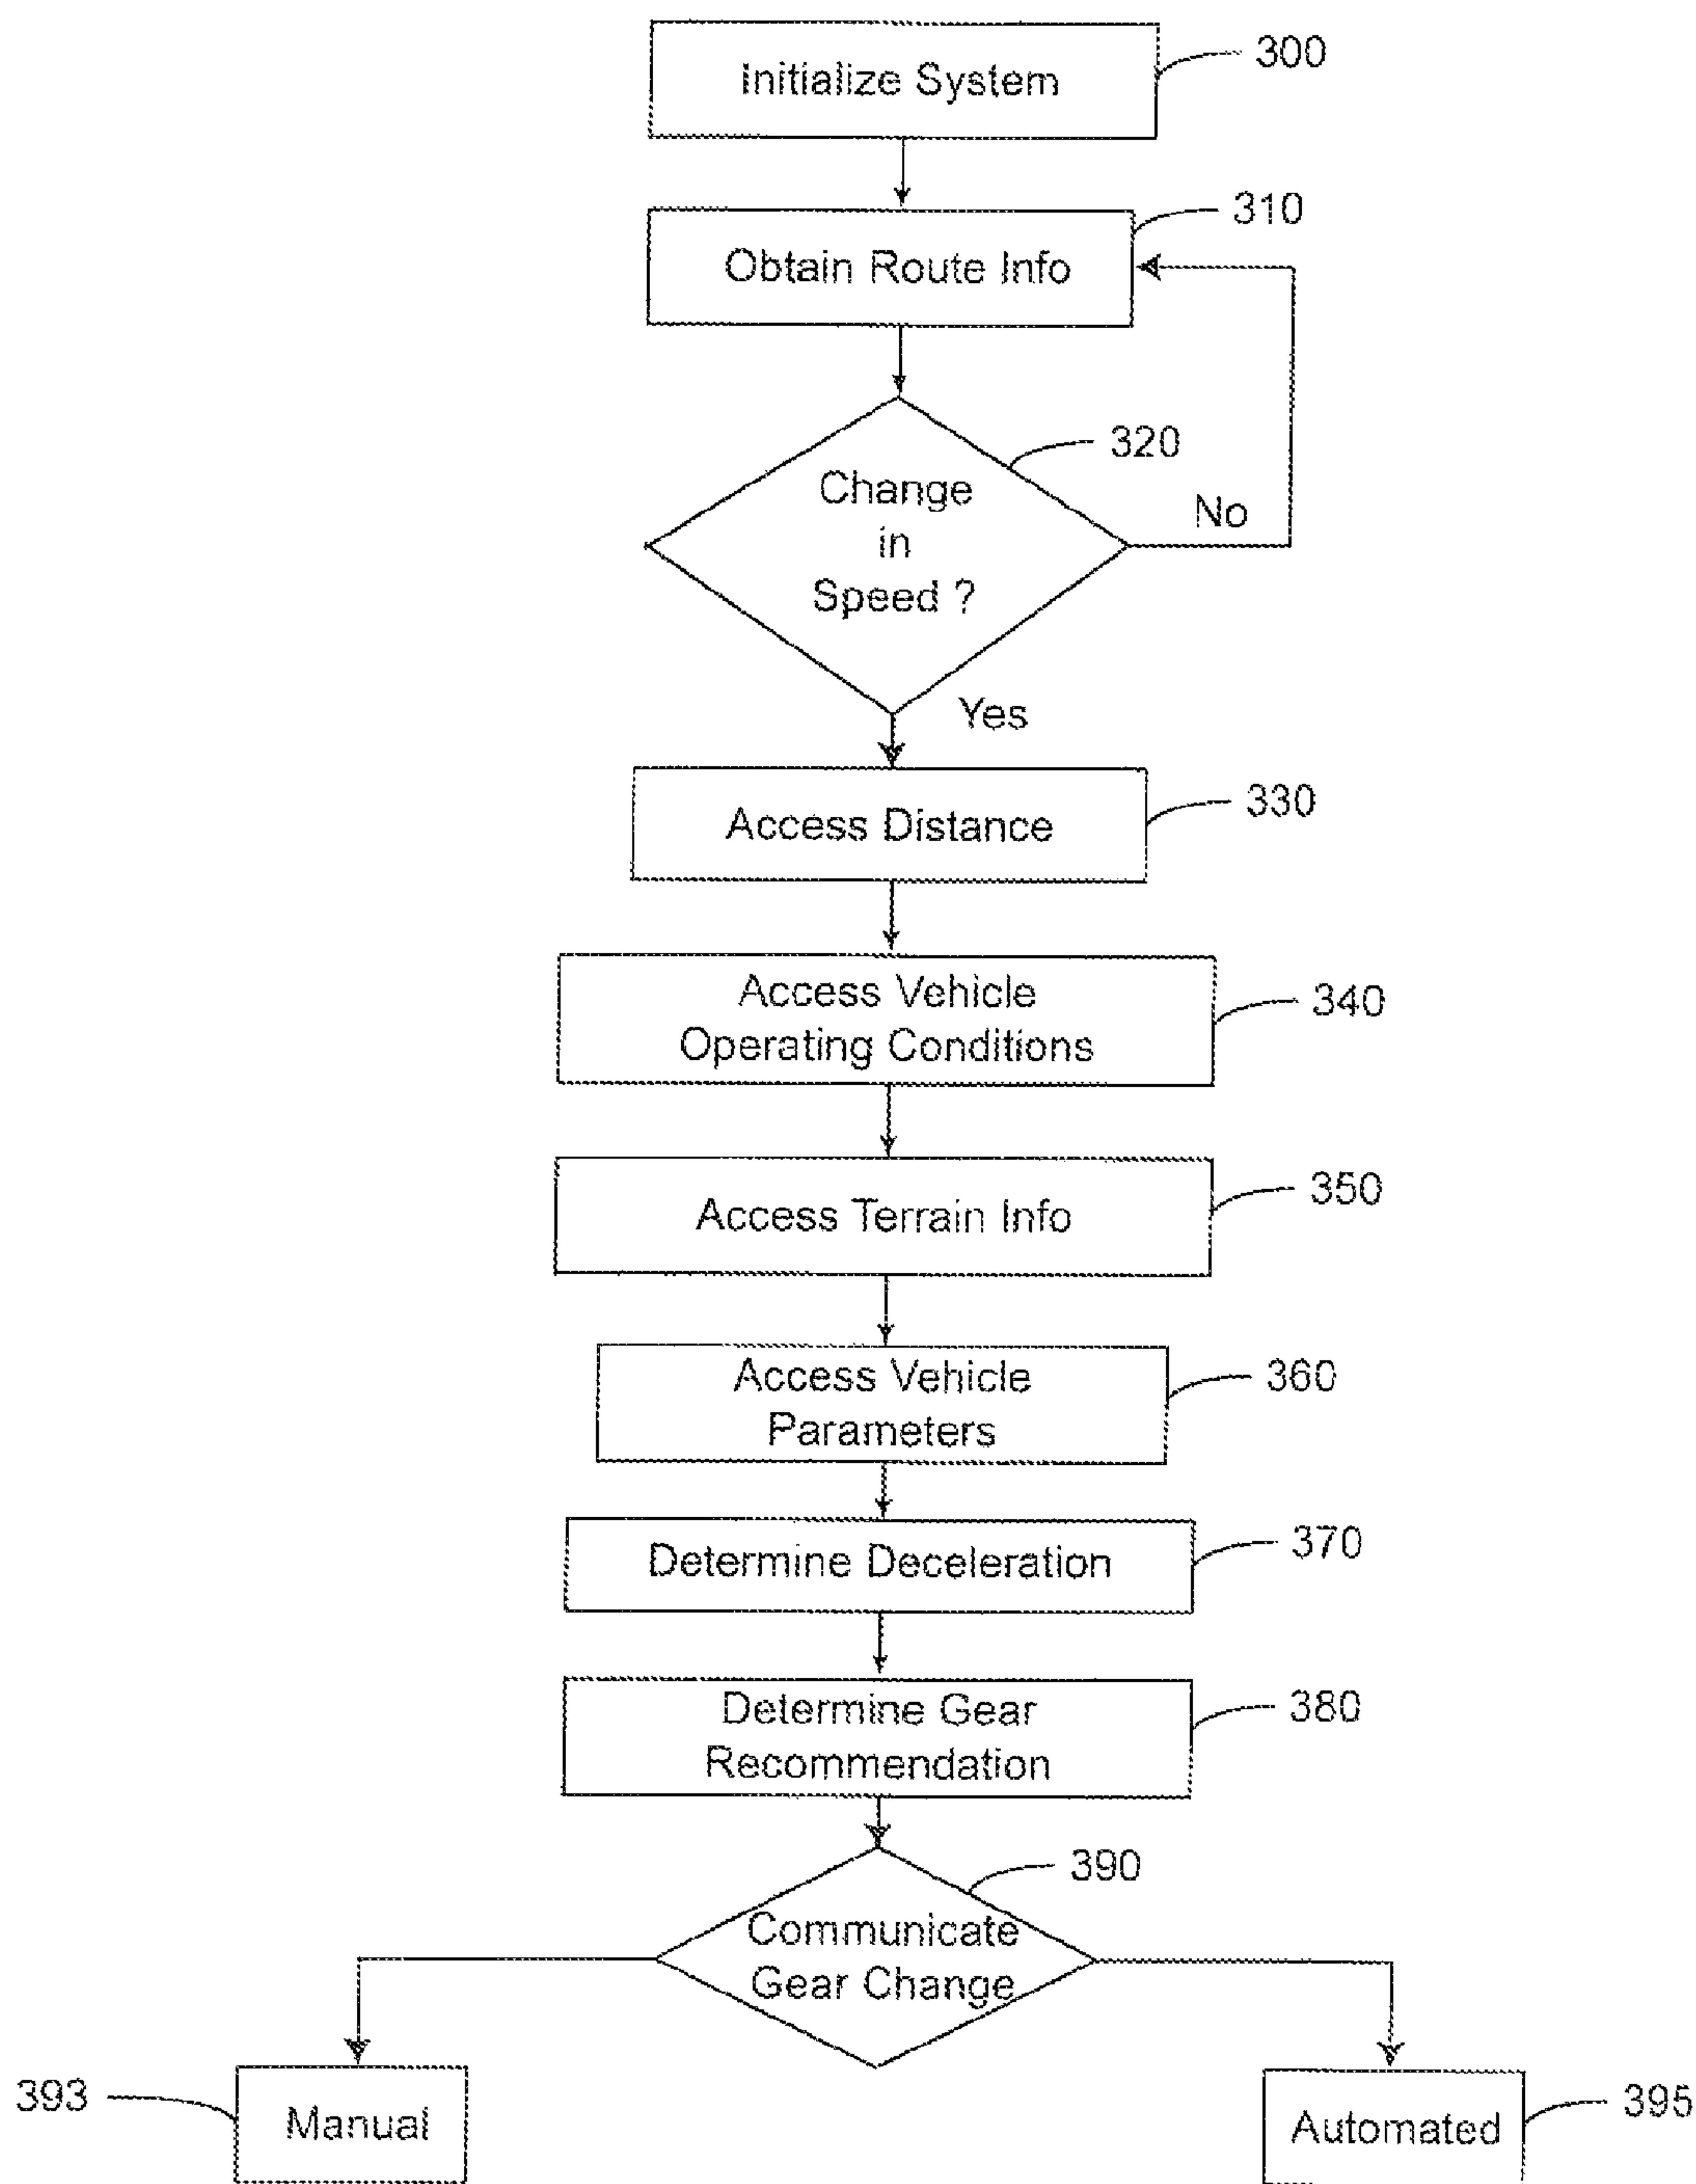 Initialize System
300
Obtain Route Info
310
Change
in
Speed ?
320
No
Yes
Access Distance
330
Access Vehicle
Operating Conditions
340
Access Terrain Info
350
Access Vehicle
Parameters
360
Determine Deceleration
370
Determine Gear
Recommendation
380
Communicate
Gear Change
390
393
Manual
Automated
395